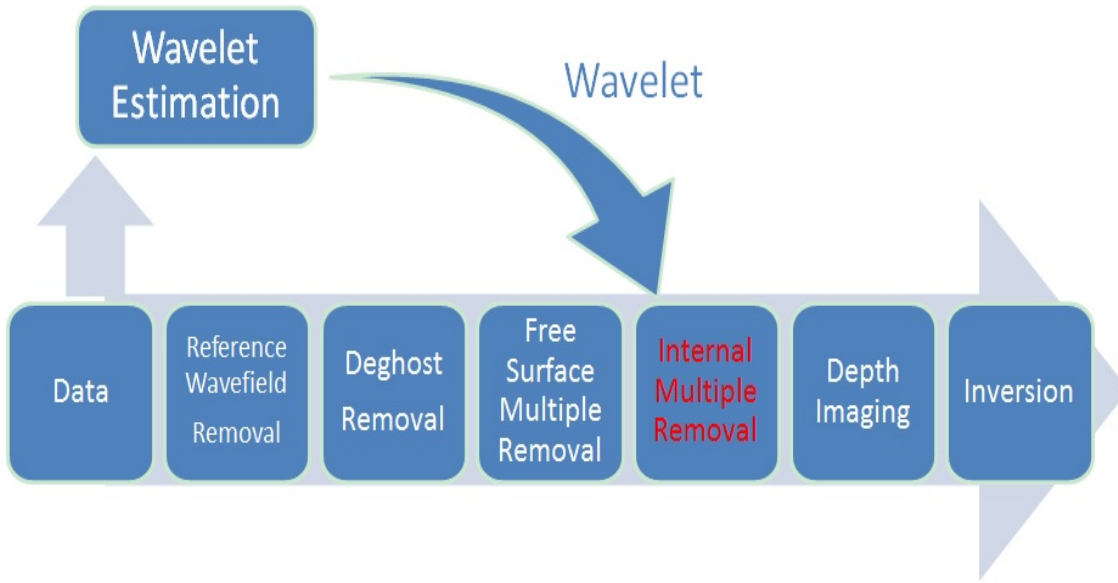 Wavelet
Estimation
Wavelet
Data
Reference
Wavefield
Removal
Deghost
Removal
Free
Surface
Multiple
Removal
Internal
Multiple
Removal
Depth
Imaging
Inversion